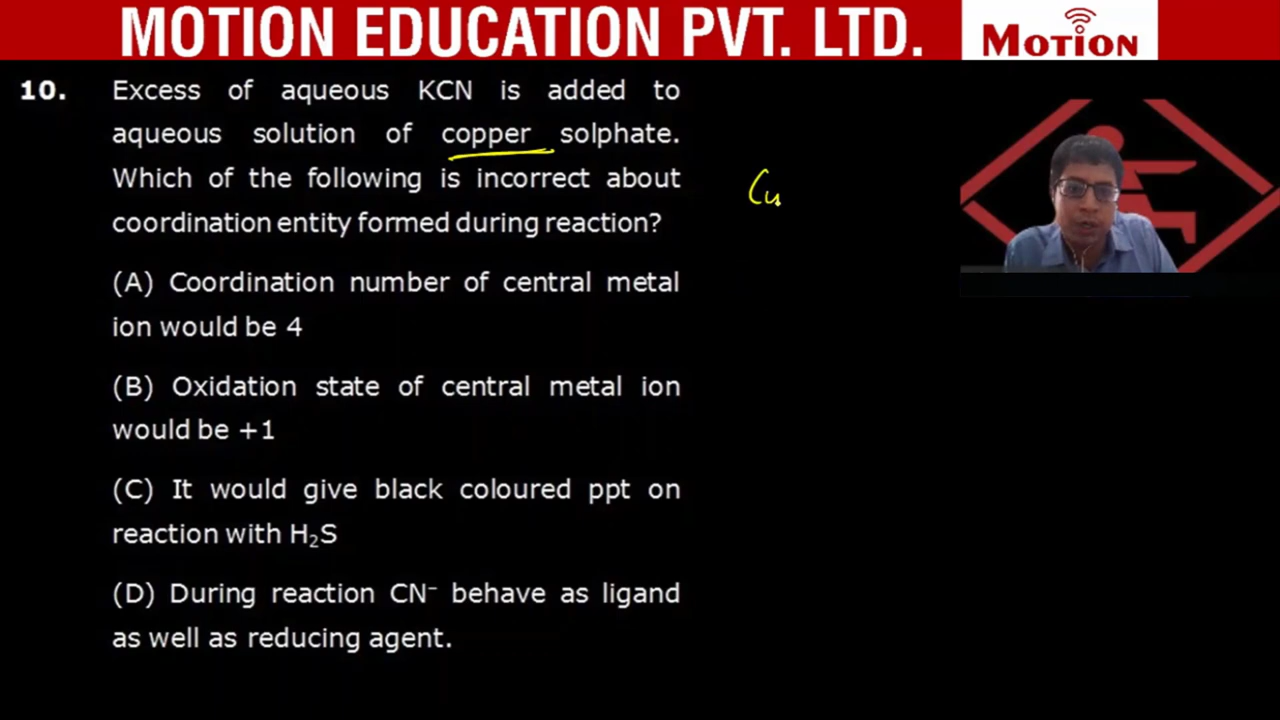 MOTION EDUCATION PVT. LTD.
MOTION
10. Excess of aqueous KCN is added to
aqueous solution of copper solphate.
Which of the following is incorrect about
coordination entity formed during reaction?
Cu
(A) Coordination number of central metal
ion would be 4
(B) Oxidation state of central metal ion
would be +1
(C) It would give black coloured ppt on
reaction with H₂S
(D) During reaction CN⁻ behave as ligand
as well as reducing agent.